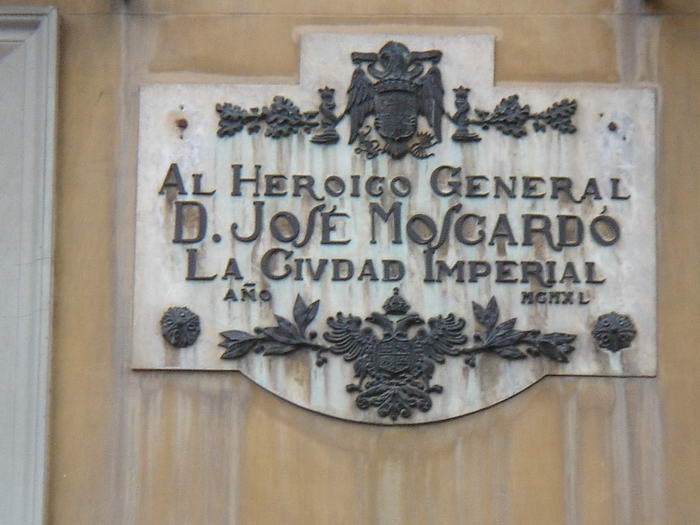 AL HEROICO GENERAL
D. JOSÉ MOSCARDÓ
LA CIVDAD IMPERIAL
AÑO MCMXL